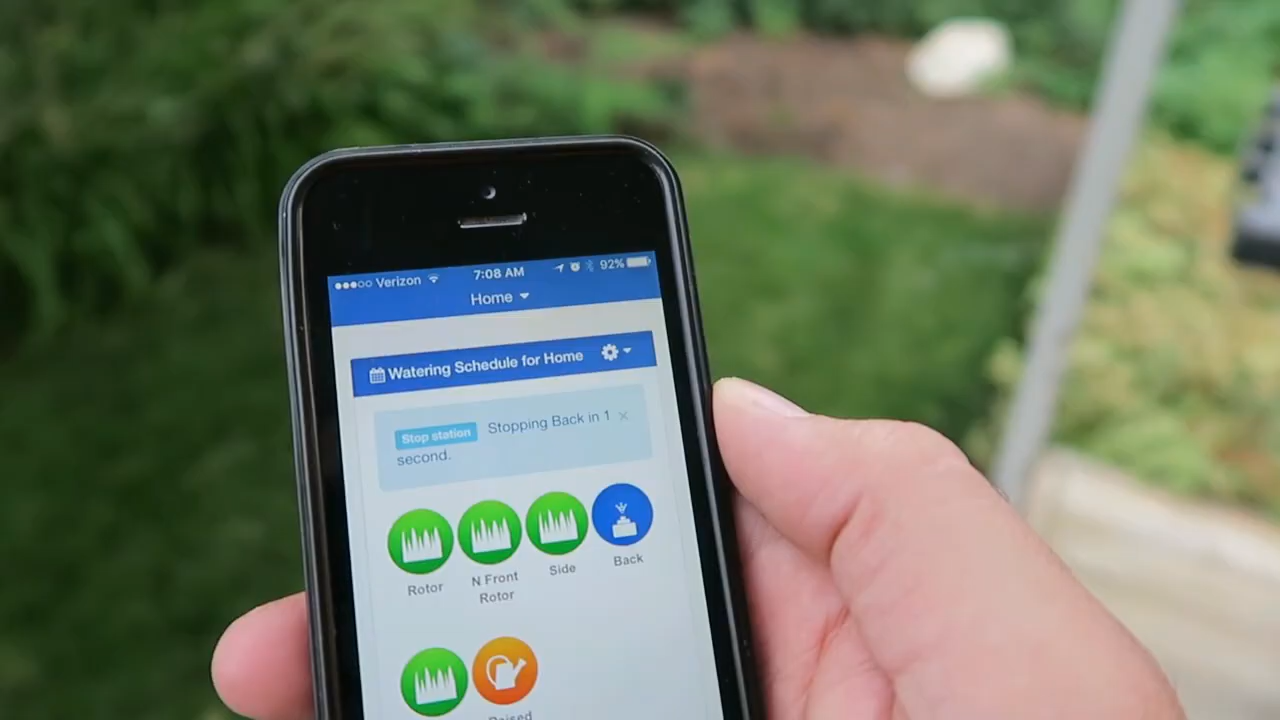 Verizon 7:08 AM 92%
Home
Watering Schedule for Home
Stop station Stopping Back in 1 ×
second.
Rotor N Front Side Back
Rotor
Raised